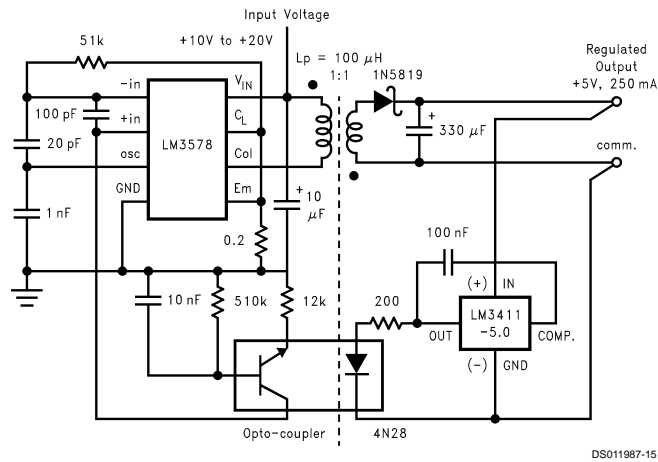 Input Voltage
51k
+10V to +20V
Lp = 100 μH
1:1
1N5819
Regulated
Output
+5V, 250 mA
-in
VIN
100 pF
+in
CL
+
330 μF
20 pF
LM3578
osc
Col
comm.
GND
Em
+
10
μF
1 nF
0.2
100 nF
(+)
IN
10 nF
510k
12k
200
LM3411
-5.0
OUT
COMP.
(-)
GND
Opto-coupler
4N28
DS011987-15